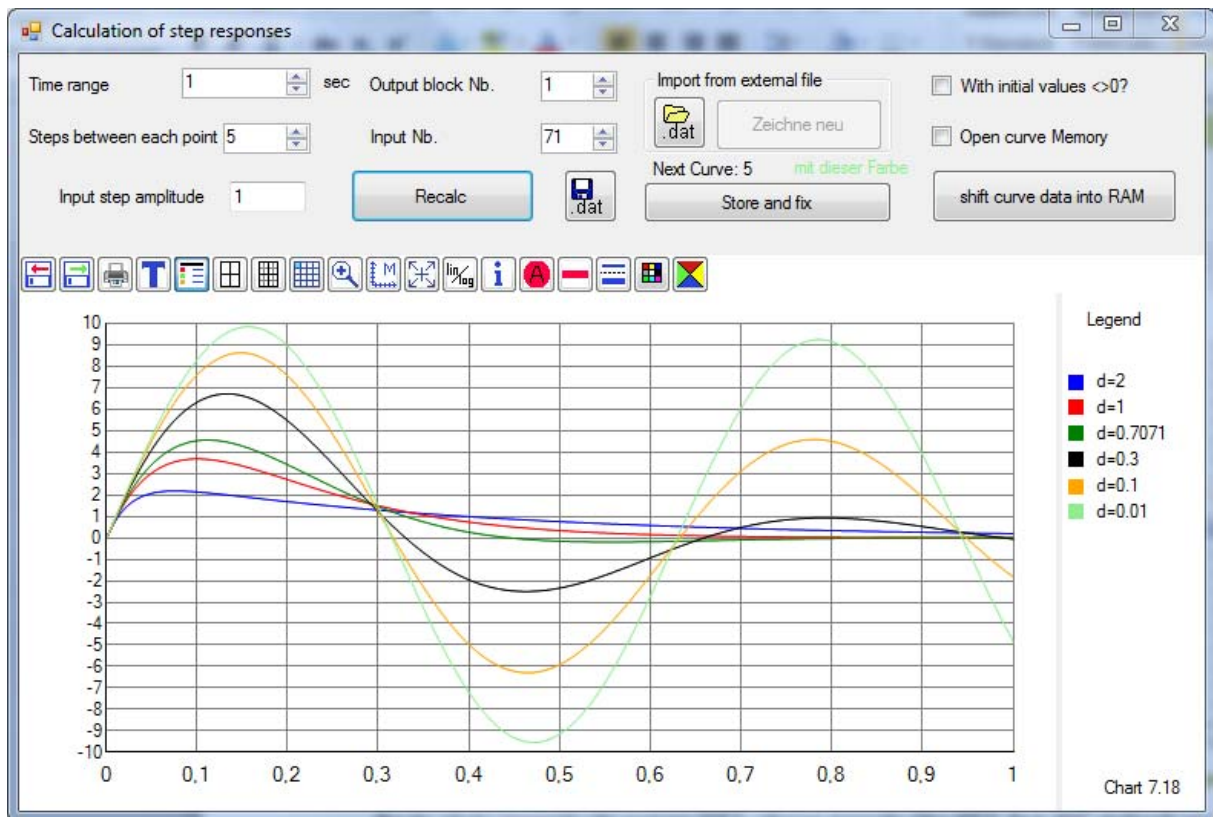 Calculation of step responses
Time range 1 sec
Output block Nb. 1
Import from external file
With initial values <>0?
Steps between each point 5
Input Nb. 71
.dat
Zeichne neu
Open curve Memory
Next Curve: 5 mit dieser Farbe
Input step amplitude 1
Recalc
.dat
Store and fix
shift curve data into RAM
T
M
lin/log
i
A
Legend
d=2
d=1
d=0.7071
d=0.3
d=0.1
d=0.01
10
9
8
7
6
5
4
3
2
1
0
-1
-2
-3
-4
-5
-6
-7
-8
-9
-10
0 0,1 0,2 0,3 0,4 0,5 0,6 0,7 0,8 0,9 1
Chart 7.18